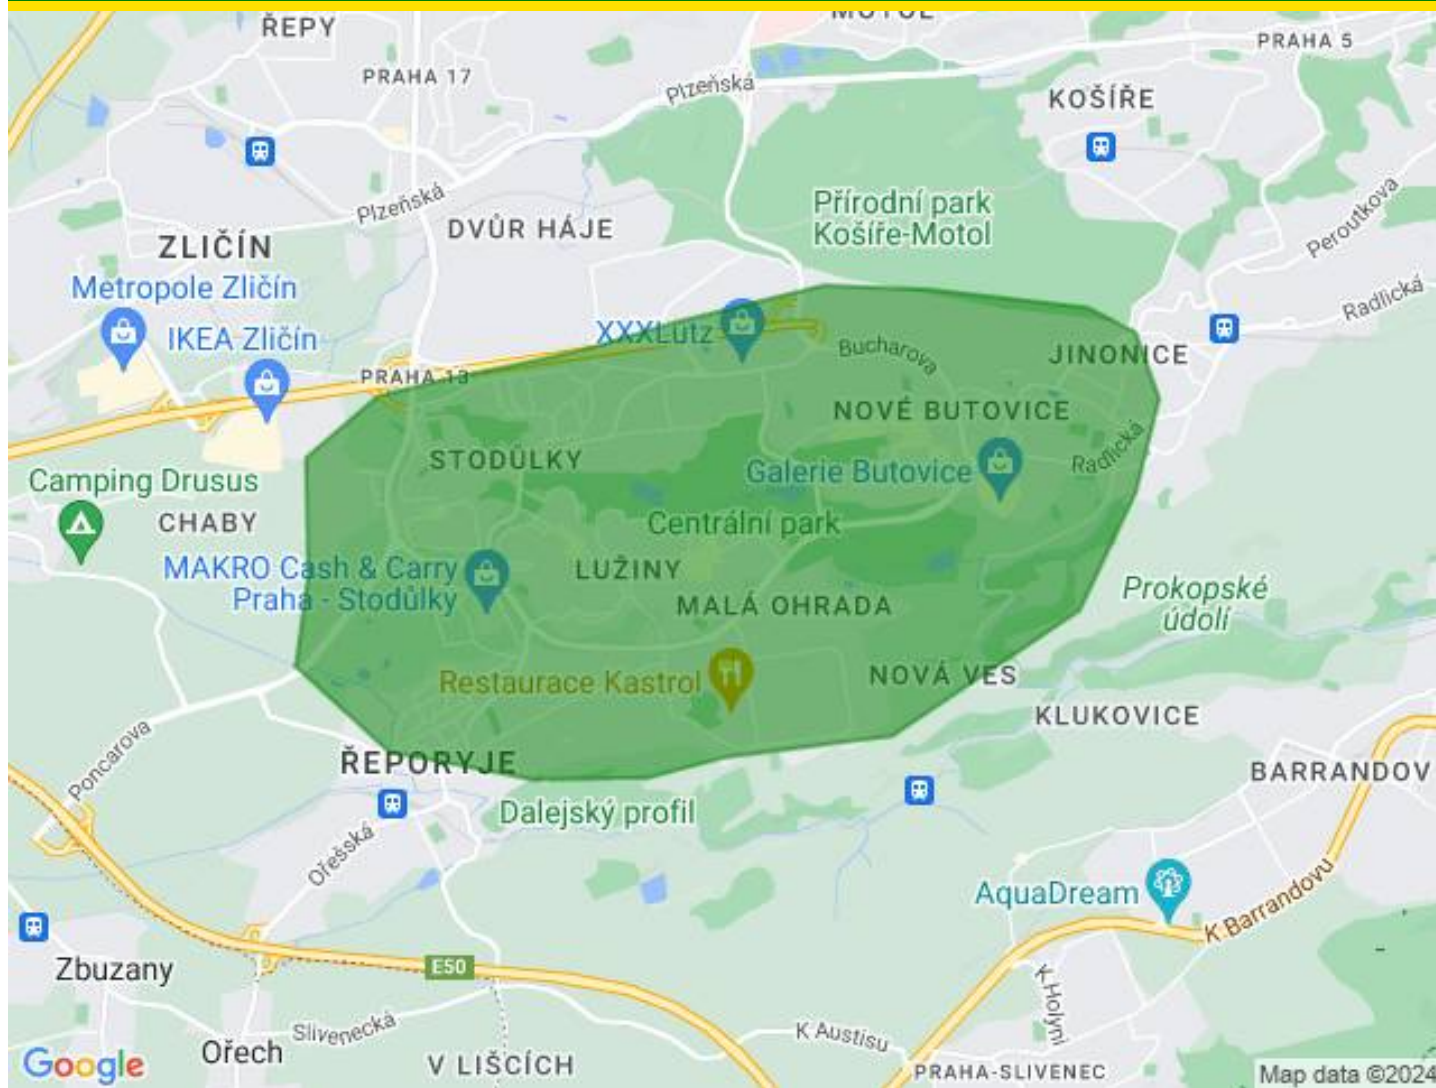 MOTOL
ŘEPY
PRAHA 5
PRAHA 17
Plzeňská
KOŠÍŘE
Plzeňská
Přírodní park
Košíře-Motol
Peroutkova
DVŮR HÁJE
ZLIČÍN
Metropole Zličín
Radlická
IKEA Zličín
XXXLutz
Bucharova
JINONICE
PRAHA 13
NOVÉ BUTOVICE
Radlická
STODŮLKY
Galerie Butovice
Camping Drusus
CHABY
Centrální park
MAKRO Cash & Carry
Praha - Stodůlky
LUŽINY
MALÁ OHRADA
Prokopské
údolí
Restaurace Kastrol
NOVÁ VES
KLUKOVICE
Poncarova
ŘEPORYJE
BARRANDOV
Dalejský profil
Ořešská
AquaDream
K Barrandovu
Zbuzany
E50
K Holyni
Slivenecká
Ořech
K Austisu
V LIŠCÍCH
PRAHA-SLIVENEC
Google
Map data ©2024